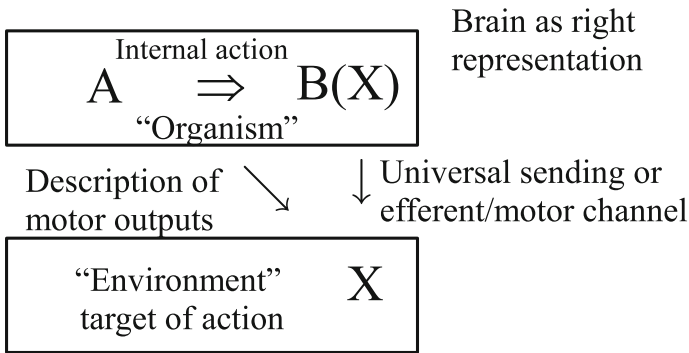 Brain as right
representation
Internal action
A ⇒ B(X)
“Organism”
Description of
motor outputs
Universal sending or
efferent/motor channel
“Environment” X
target of action